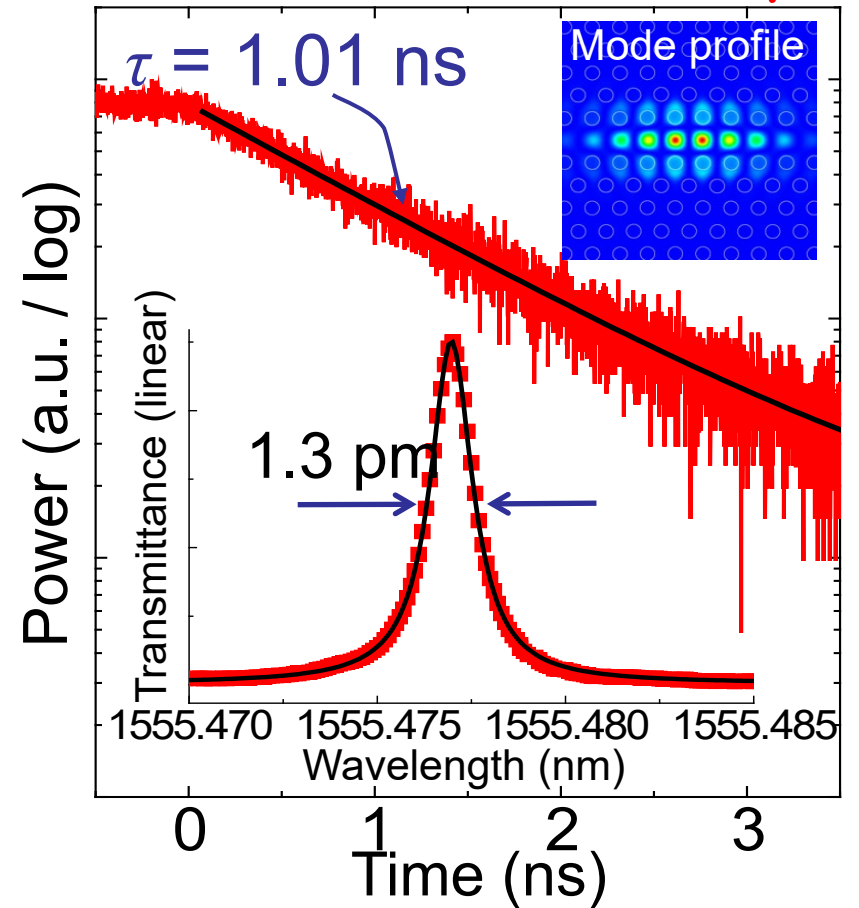 τ = 1.01 ns
Mode profile
Power (a.u. / log)
Transmittance (linear)
1.3 pm
1555.470 1555.475 1555.480 1555.485
Wavelength (nm)
0 1 2 3
Time (ns)